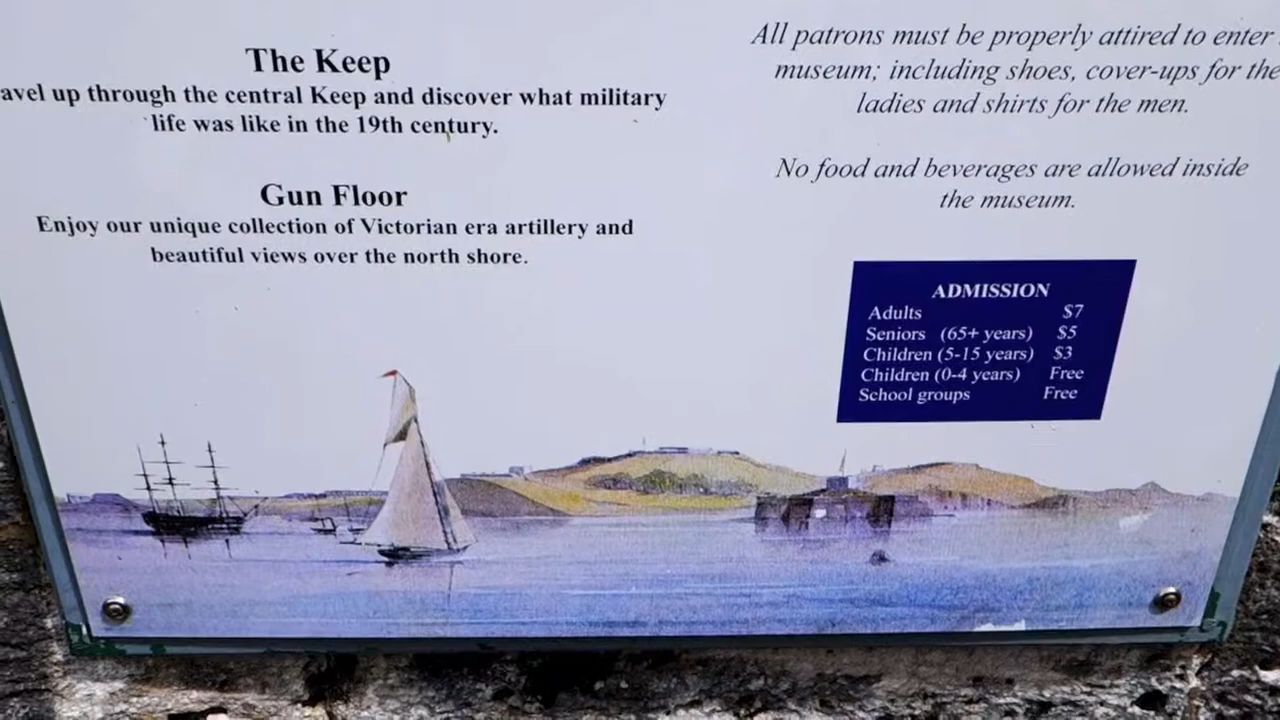 The Keep
avel up through the central Keep and discover what military
life was like in the 19th century.
Gun Floor
Enjoy our unique collection of Victorian era artillery and
beautiful views over the north shore.
All patrons must be properly attired to enter
museum; including shoes, cover-ups for the
ladies and shirts for the men.
No food and beverages are allowed inside
the museum.
ADMISSION
Adults $7
Seniors (65+ years) $5
Children (5-15 years) $3
Children (0-4 years) Free
School groups Free